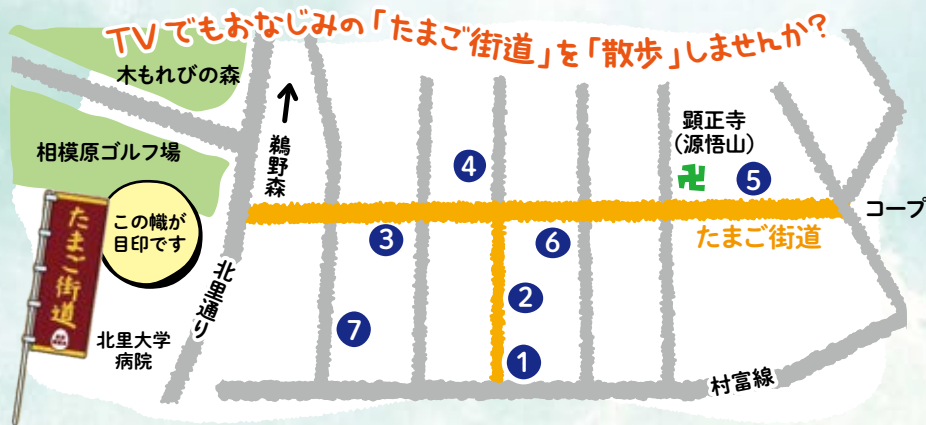 TVでもおなじみの「たまご街道」を「散歩」しませんか?
木もれびの森
相模原ゴルフ場
鵜野森
顕正寺
(源悟山)
④
⑤
コープ
この幟が
目印です
たまご街道
③
⑥
たまご街道
北里通り
②
⑦
①
北里大学
病院
村富線